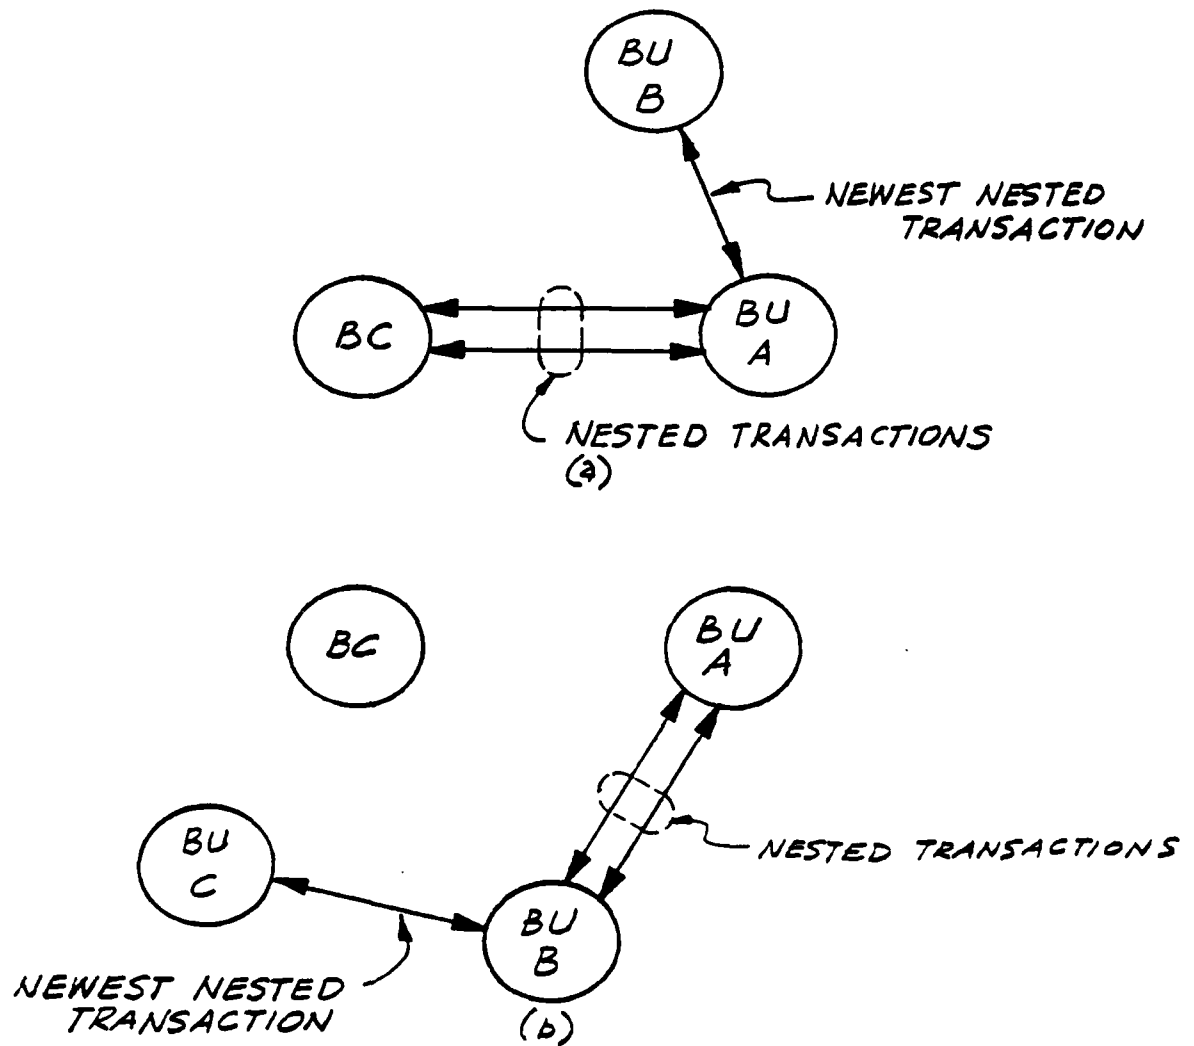 BU
B
NEWEST NESTED
TRANSACTION
BC
BU
A
NESTED TRANSACTIONS
(a)
BC
BU
A
BU
C
NESTED TRANSACTIONS
BU
B
NEWEST NESTED
TRANSACTION
(b)